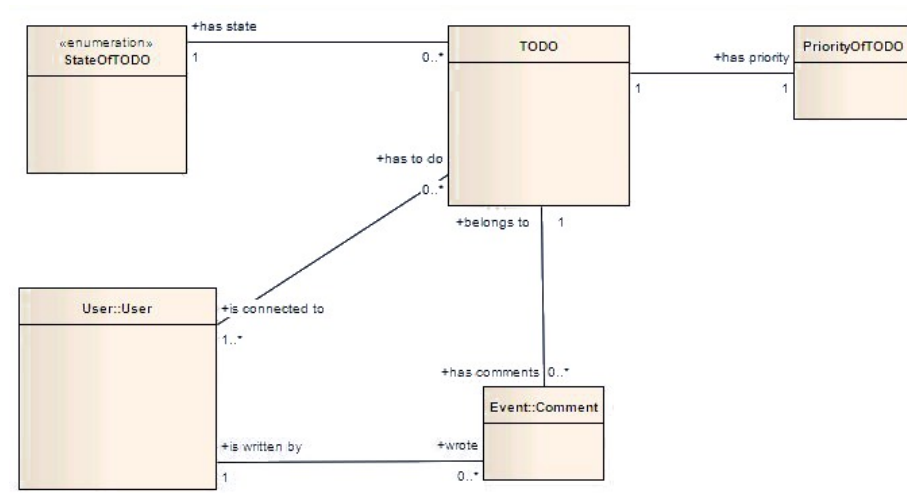 +has state
«enumeration»
StateOfTODO
1
0..*
TODO
+has priority
PriorityOfTODO
1
1
+has to do
0..*
+belongs to
1
User::User
+is connected to
1..*
+has comments
0..*
Event::Comment
+is written by
+wrote
1
0..*